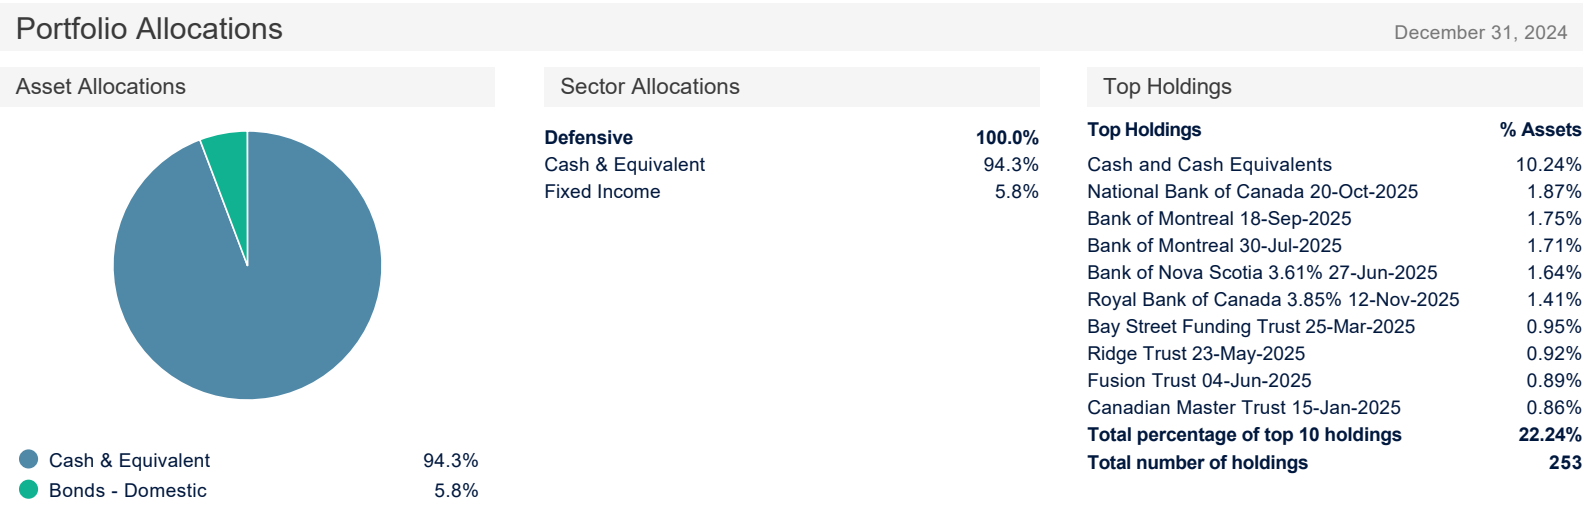 Portfolio Allocations
December 31, 2024
Asset Allocations
Cash & Equivalent 94.3%
Bonds - Domestic 5.8%
Sector Allocations
Defensive 100.0%
Cash & Equivalent 94.3%
Fixed Income 5.8%
Top Holdings
Top Holdings % Assets
Cash and Cash Equivalents 10.24%
National Bank of Canada 20-Oct-2025 1.87%
Bank of Montreal 18-Sep-2025 1.75%
Bank of Montreal 30-Jul-2025 1.71%
Bank of Nova Scotia 3.61% 27-Jun-2025 1.64%
Royal Bank of Canada 3.85% 12-Nov-2025 1.41%
Bay Street Funding Trust 25-Mar-2025 0.95%
Ridge Trust 23-May-2025 0.92%
Fusion Trust 04-Jun-2025 0.89%
Canadian Master Trust 15-Jan-2025 0.86%
Total percentage of top 10 holdings 22.24%
Total number of holdings 253